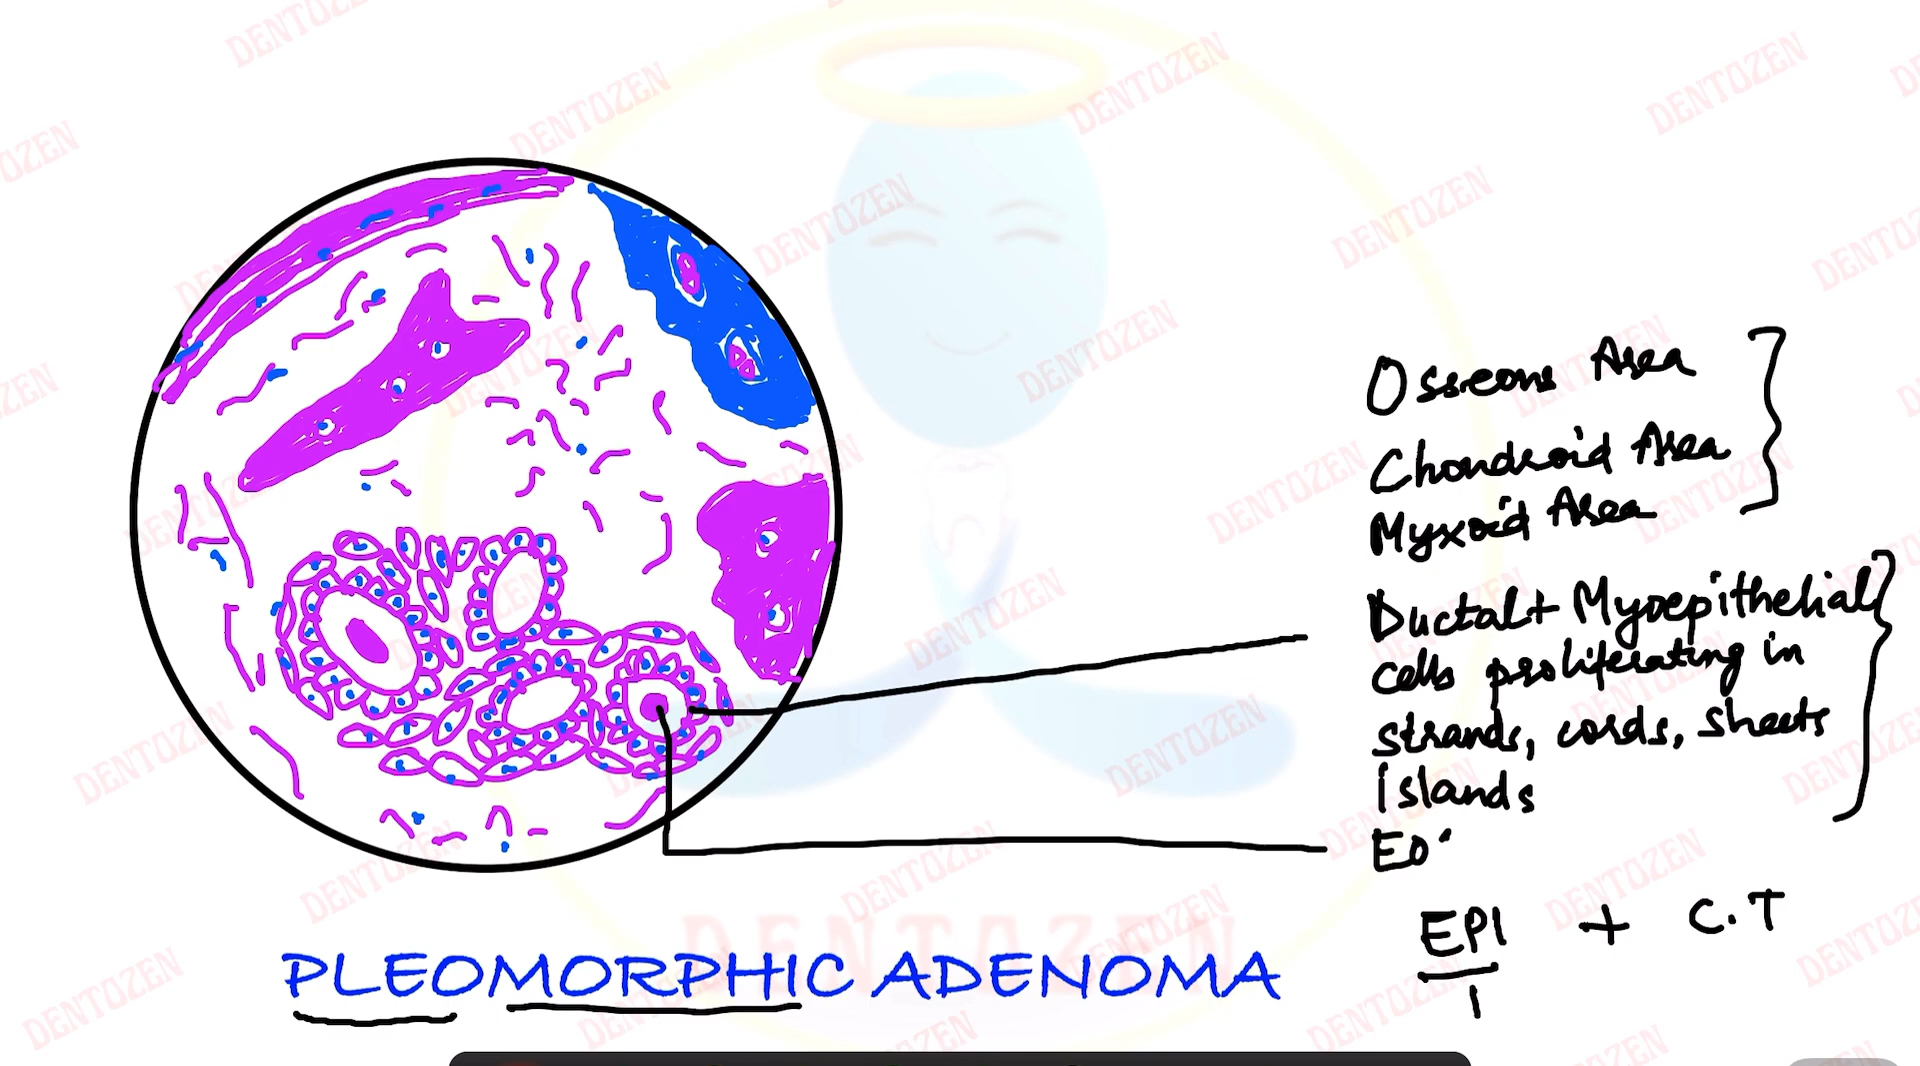 Osseous Area
Chondroid Area
Myxoid Area
Ductal + Myoepithelial
cells proliferating in
strands, cords, sheets
Islands
EO
EPI + C.T
PLEOMORPHIC ADENOMA
DENTOZEN